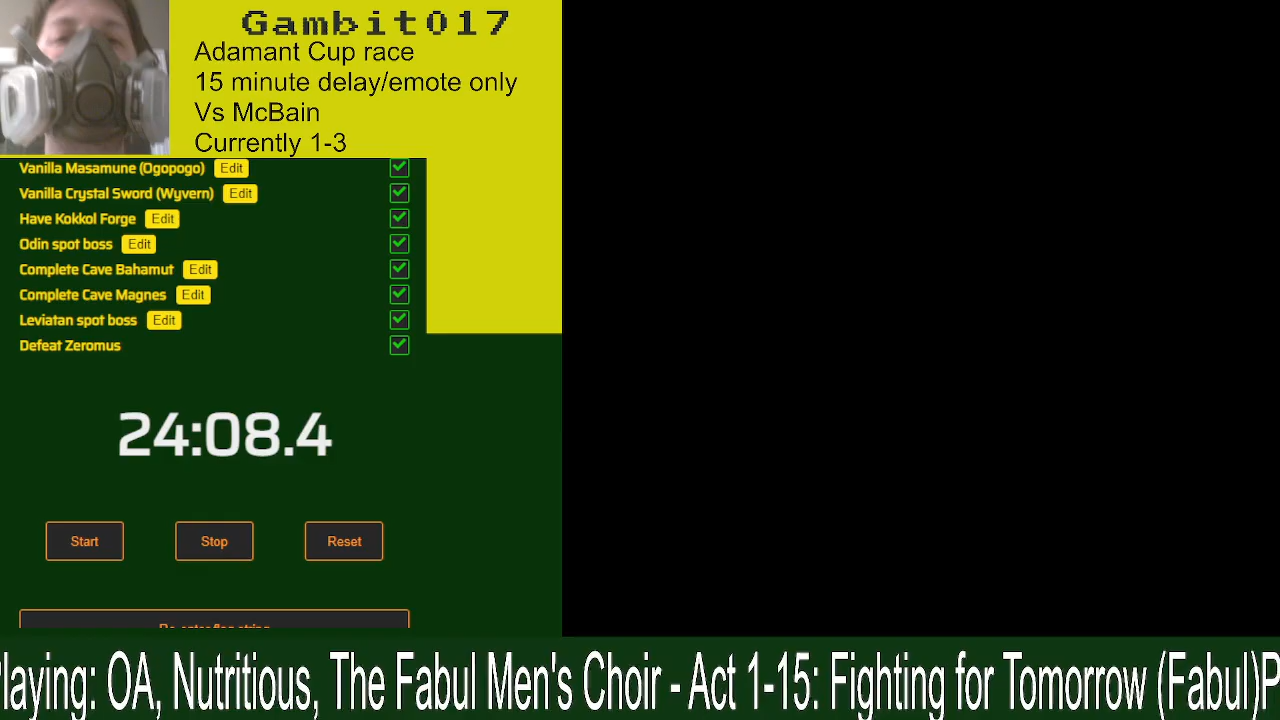 Gambit017
Adamant Cup race
15 minute delay/emote only
Vs McBain
Currently 1-3
Vanilla Masamune (Ogopogo) Edit
Vanilla Crystal Sword (Wyvern) Edit
Have Kokkol Forge Edit
Odin spot boss Edit
Complete Cave Bahamut Edit
Complete Cave Magnes Edit
Leviatan spot boss Edit
Defeat Zeromus
24:08.4
Start Stop Reset
laying: OA, Nutritious, The Fabul Men's Choir - Act 1-15: Fighting for Tomorrow (Fabul)P